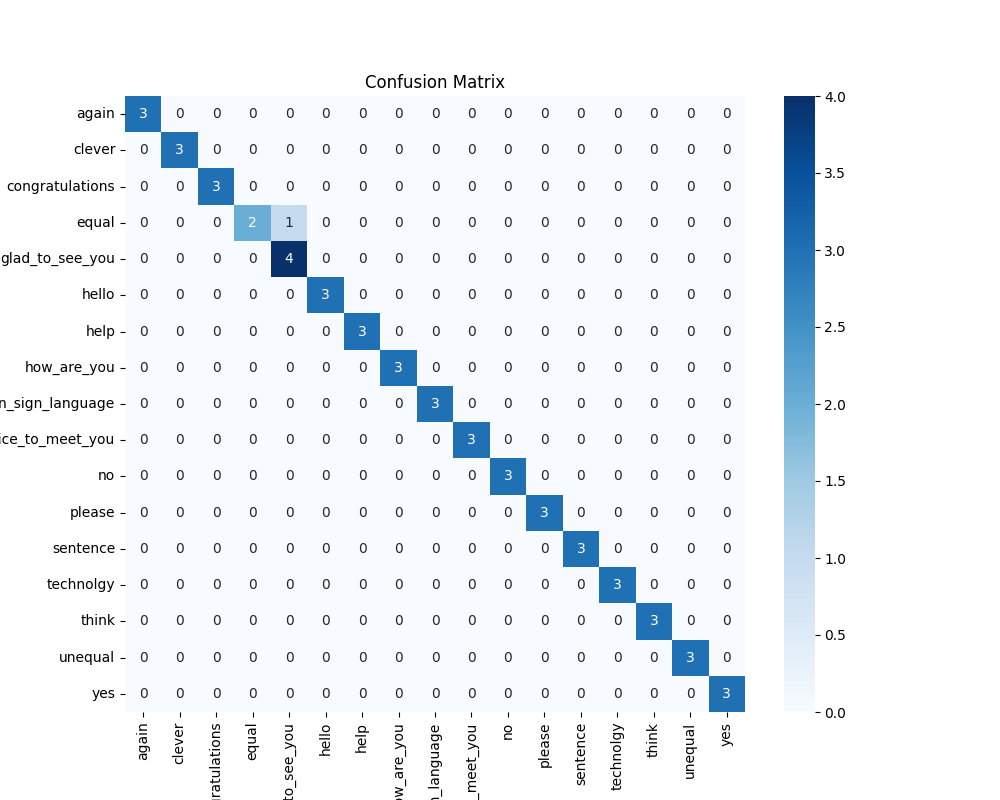 Confusion Matrix
again 3 0 0 0 0 0 0 0 0 0 0 0 0 0 0 0 0
clever 0 3 0 0 0 0 0 0 0 0 0 0 0 0 0 0 0
congratulations 0 0 3 0 0 0 0 0 0 0 0 0 0 0 0 0 0
equal 0 0 0 2 1 0 0 0 0 0 0 0 0 0 0 0 0
glad_to_see_you 0 0 0 0 4 0 0 0 0 0 0 0 0 0 0 0 0
hello 0 0 0 0 0 3 0 0 0 0 0 0 0 0 0 0 0
help 0 0 0 0 0 0 3 0 0 0 0 0 0 0 0 0 0
how_are_you 0 0 0 0 0 0 0 3 0 0 0 0 0 0 0 0 0
n_sign_language 0 0 0 0 0 0 0 0 3 0 0 0 0 0 0 0 0
ice_to_meet_you 0 0 0 0 0 0 0 0 0 3 0 0 0 0 0 0 0
no 0 0 0 0 0 0 0 0 0 0 3 0 0 0 0 0 0
please 0 0 0 0 0 0 0 0 0 0 0 3 0 0 0 0 0
sentence 0 0 0 0 0 0 0 0 0 0 0 0 3 0 0 0 0
technolgy 0 0 0 0 0 0 0 0 0 0 0 0 0 3 0 0 0
think 0 0 0 0 0 0 0 0 0 0 0 0 0 0 3 0 0
unequal 0 0 0 0 0 0 0 0 0 0 0 0 0 0 0 3 0
yes 0 0 0 0 0 0 0 0 0 0 0 0 0 0 0 0 3
again
clever
gratulations
equal
to_see_you
hello
help
ow_are_you
_language
_meet_you
no
please
sentence
technolgy
think
unequal
yes
4.0
3.5
3.0
2.5
2.0
1.5
1.0
0.5
0.0